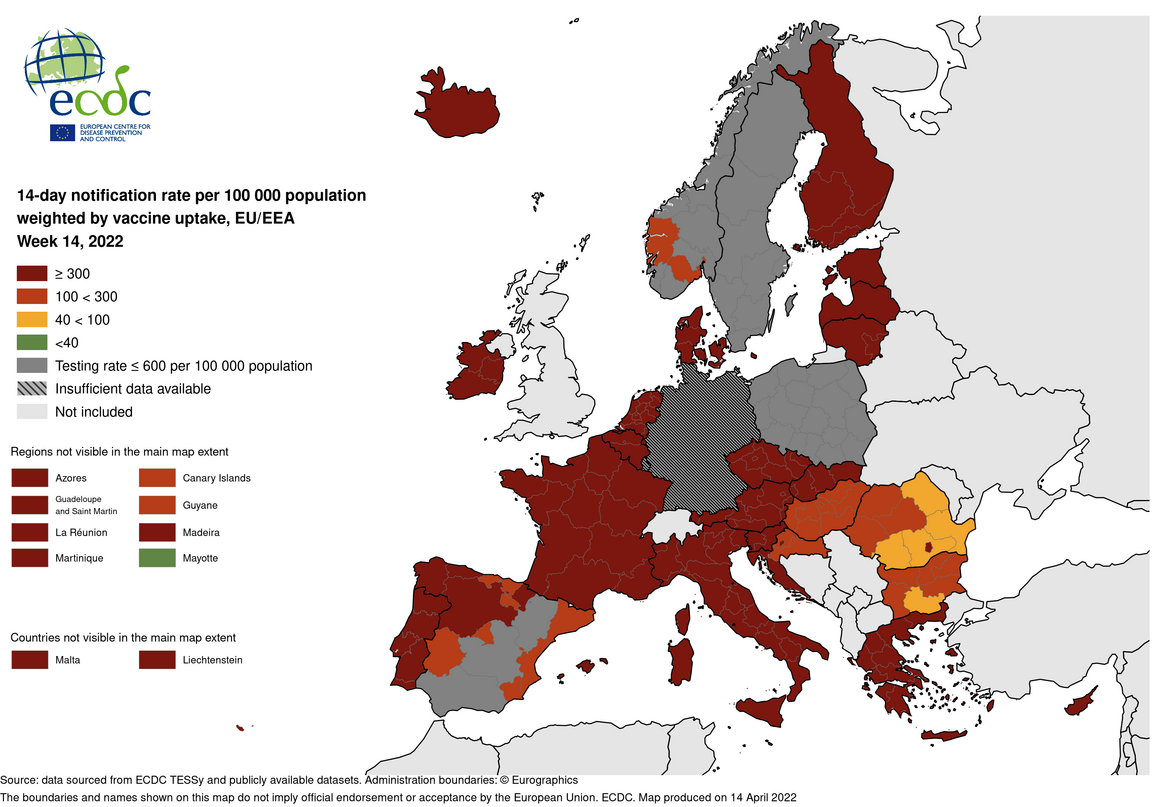 ecdc
EUROPEAN CENTRE FOR
DISEASE PREVENTION
AND CONTROL
14-day notification rate per 100 000 population
weighted by vaccine uptake, EU/EEA
Week 14, 2022
≥ 300
100 < 300
40 < 100
<40
Testing rate ≤ 600 per 100 000 population
Insufficient data available
Not included
Regions not visible in the main map extent
Azores
Canary Islands
Guadeloupe
and Saint Martin
Guyane
La Réunion
Madeira
Martinique
Mayotte
Countries not visible in the main map extent
Malta
Liechtenstein
Source: data sourced from ECDC TESSy and publicly available datasets. Administration boundaries: © Eurographics
The boundaries and names shown on this map do not imply official endorsement or acceptance by the European Union. ECDC. Map produced on 14 April 2022